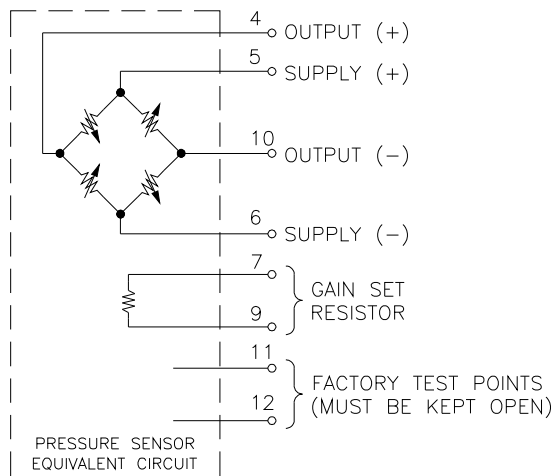 4
OUTPUT (+)
5
SUPPLY (+)
10
OUTPUT (−)
6
SUPPLY (−)
7
GAIN SET
RESISTOR
9
11
FACTORY TEST POINTS
(MUST BE KEPT OPEN)
12
PRESSURE SENSOR
EQUIVALENT CIRCUIT